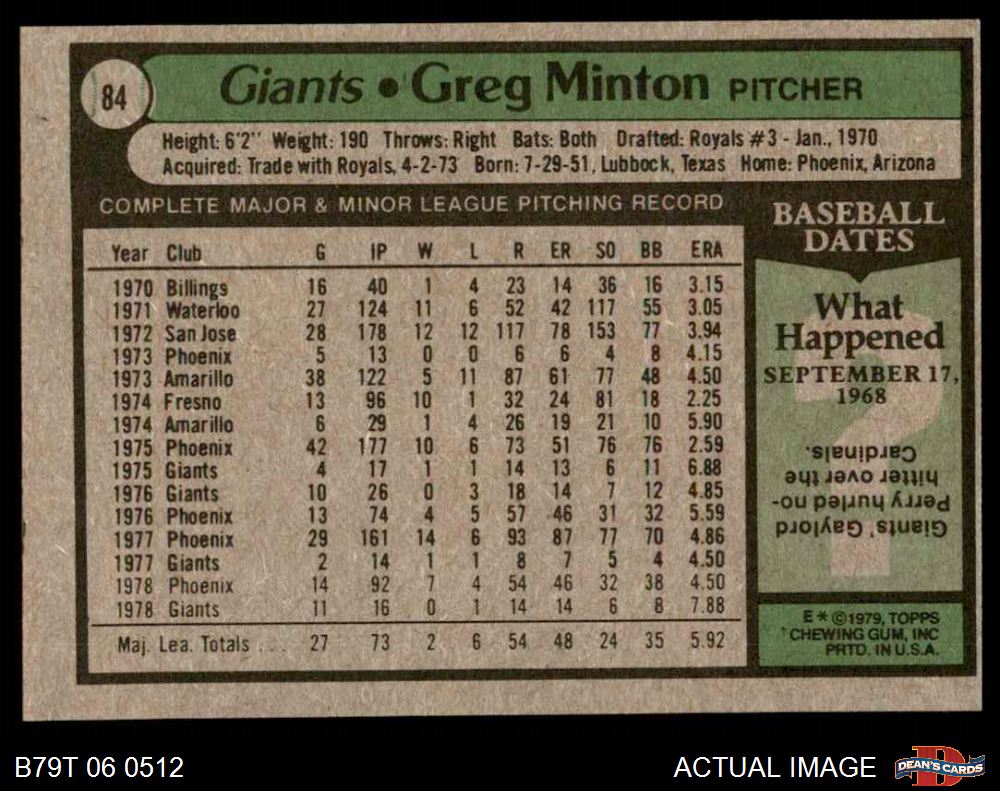 84
Giants • Greg Minton PITCHER
Height: 6'2" Weight: 190 Throws: Right Bats: Both Drafted: Royals #3 - Jan., 1970
Acquired: Trade with Royals, 4-2-73 Born: 7-29-51, Lubbock, Texas Home: Phoenix, Arizona
COMPLETE MAJOR & MINOR LEAGUE PITCHING RECORD
Year Club G IP W L R ER SO BB ERA
1970 Billings 16 40 1 4 23 14 36 16 3.15
1971 Waterloo 27 124 11 6 52 42 117 55 3.05
1972 San Jose 28 178 12 12 117 78 153 77 3.94
1973 Phoenix 5 13 0 0 6 6 4 8 4.15
1973 Amarillo 38 122 5 11 87 61 77 48 4.50
1974 Fresno 13 96 10 1 32 24 81 18 2.25
1974 Amarillo 6 29 1 4 26 19 21 10 5.90
1975 Phoenix 42 177 10 6 73 51 76 76 2.59
1975 Giants 4 17 1 1 14 13 6 11 6.88
1976 Giants 10 26 0 3 18 14 7 12 4.85
1976 Phoenix 13 74 4 5 57 46 31 32 5.59
1977 Phoenix 29 161 14 6 93 87 77 70 4.86
1977 Giants 2 14 1 1 8 7 5 4 4.50
1978 Phoenix 14 92 7 4 54 46 32 38 4.50
1978 Giants 11 16 0 1 14 14 6 8 7.88
Maj. Lea. Totals ... 27 73 2 6 54 48 24 35 5.92
BASEBALL
DATES
What
Happened
SEPTEMBER 17,
1968
?
Giants' Gaylord
Perry hurled no-
hitter over the
Cardinals.
E * © 1979, TOPPS
CHEWING GUM, INC
PRTD. IN U.S.A.
B79T 06 0512
ACTUAL IMAGE
DEAN'S CARDS